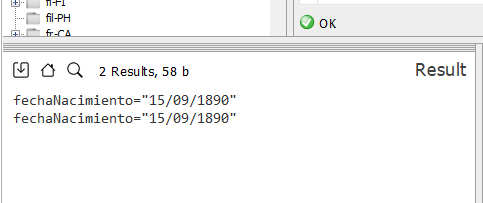 fi-FI
fil-PH
fr-CA
OK
2 Results, 58 b
Result
fechaNacimiento="15/09/1890"
fechaNacimiento="15/09/1890"